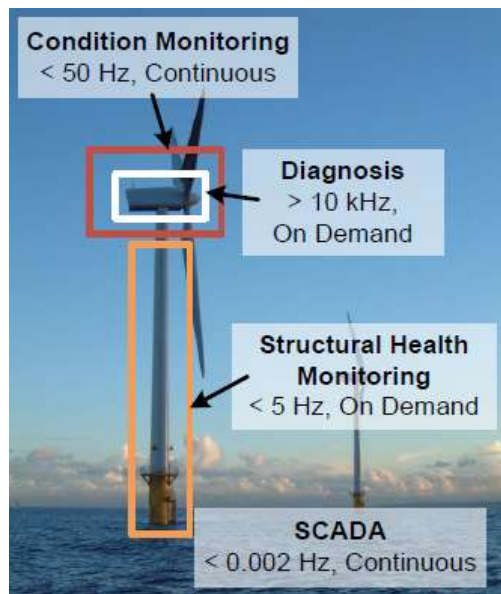 Condition Monitoring
< 50 Hz, Continuous
Diagnosis
> 10 kHz,
On Demand
Structural Health
Monitoring
< 5 Hz, On Demand
SCADA
< 0.002 Hz, Continuous